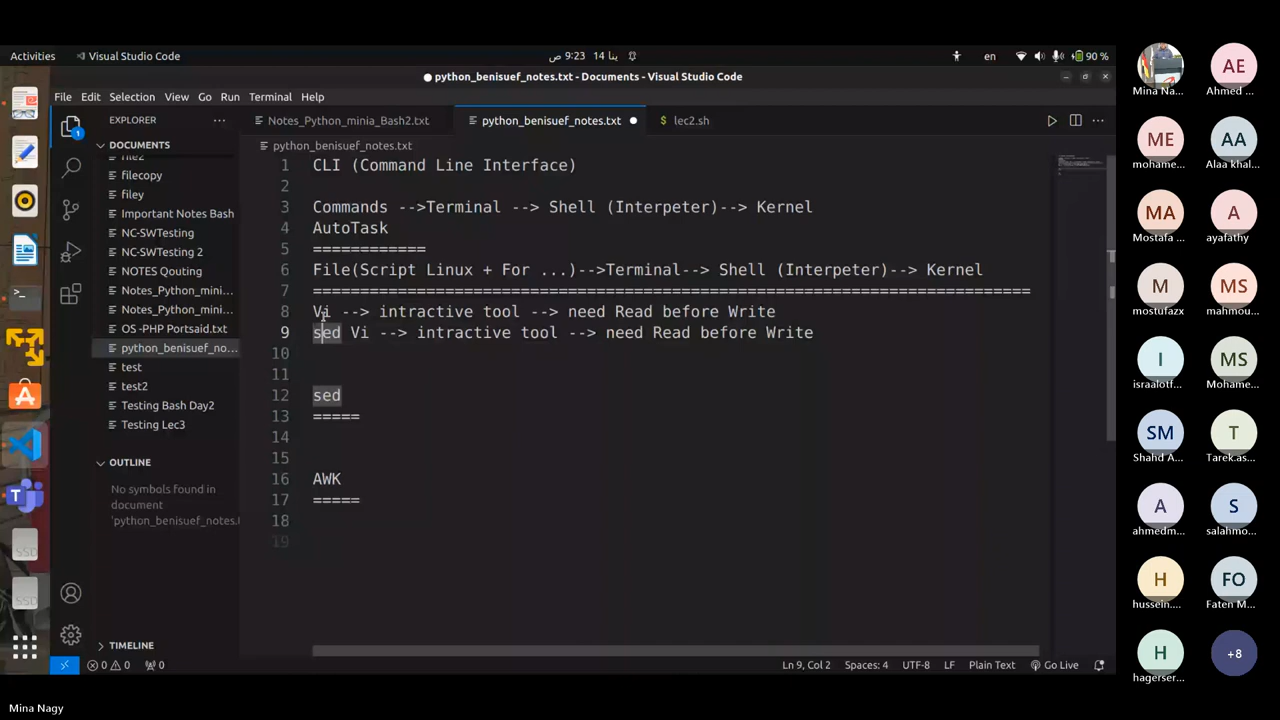 Activities
Visual Studio Code
9:23 ص
14 ينا
en
90 %
● python_benisuef_notes.txt - Documents - Visual Studio Code
File Edit Selection View Go Run Terminal Help
EXPLORER ...
Notes_Python_minia_Bash2.txt
python_benisuef_notes.txt ●
$ lec2.sh
DOCUMENTS
file2
filecopy
filey
Important Notes Bash
NC-SWTesting
NC-SWTesting 2
NOTES Qouting
Notes_Python_mini...
Notes_Python_mini...
OS -PHP Portsaid.txt
python_benisuef_no...
test
test2
Testing Bash Day2
Testing Lec3
OUTLINE
No symbols found in
document
'python_benisuef_notes.t
TIMELINE
1
python_benisuef_notes.txt
1 CLI (Command Line Interface)
2
3 Commands -->Terminal --> Shell (Interpeter)--> Kernel
4 AutoTask
5 ============
6 File(Script Linux + For ...)-->Terminal--> Shell (Interpeter)--> Kernel
7 ============================================================================
8 Vi --> intractive tool --> need Read before Write
9 sed Vi --> intractive tool --> need Read before Write
10
11
12 sed
13 =====
14
15
16 AWK
17 =====
18
19
0 0 0
Ln 9, Col 2 Spaces: 4 UTF-8 LF Plain Text Go Live
SSD
SSD
Mina Na...
AE
Ahmed ...
ME
mohame...
AA
Alaa khal...
MA
Mostafa ...
A
ayafathy
M
mostufazx
MS
mahmou...
I
israalotf...
MS
Mohame...
SM
Shahd A...
T
Tarek.as...
A
ahmedm...
S
salahmo...
H
hussein....
FO
Faten M...
H
hagerser...
+8
Mina Nagy